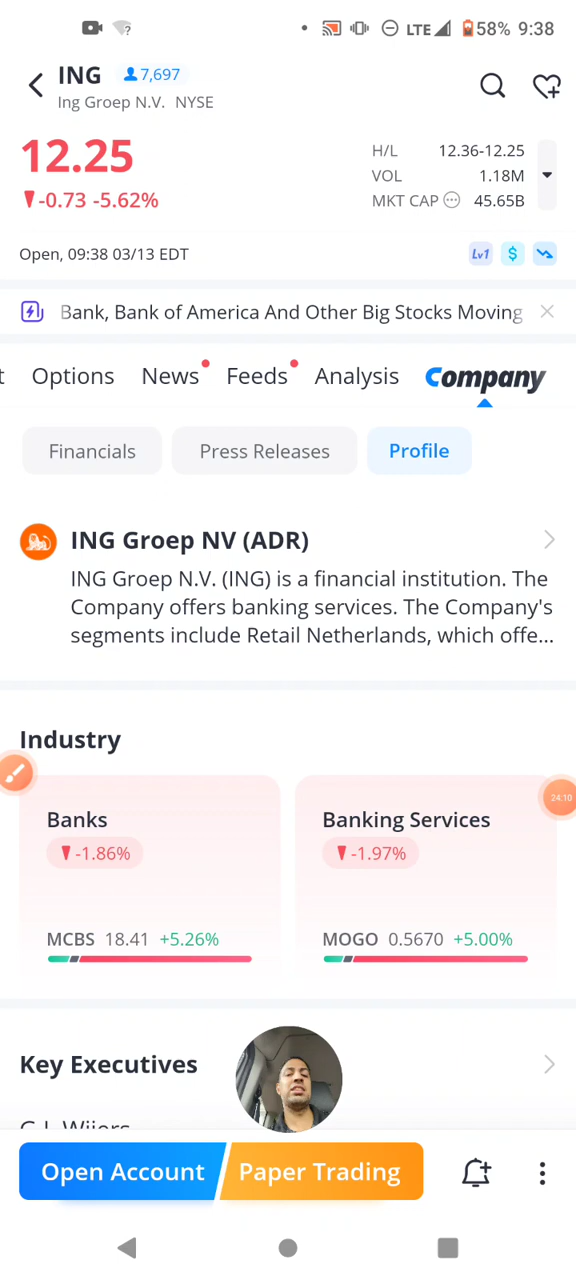 ? LTE 58% 9:38
ING 7,697
Ing Groep N.V. NYSE
12.25
-0.73 -5.62%
H/L 12.36-12.25
VOL 1.18M
MKT CAP 45.65B
Open, 09:38 03/13 EDT
Lv1 $
Bank, Bank of America And Other Big Stocks Moving
t Options News Feeds Analysis Company
Financials Press Releases Profile
ING Groep NV (ADR)
ING Groep N.V. (ING) is a financial institution. The
Company offers banking services. The Company's
segments include Retail Netherlands, which offe...
Industry
24:10
Banks
-1.86%
MCBS 18.41 +5.26%
Banking Services
-1.97%
MOGO 0.5670 +5.00%
Key Executives
Open Account Paper Trading